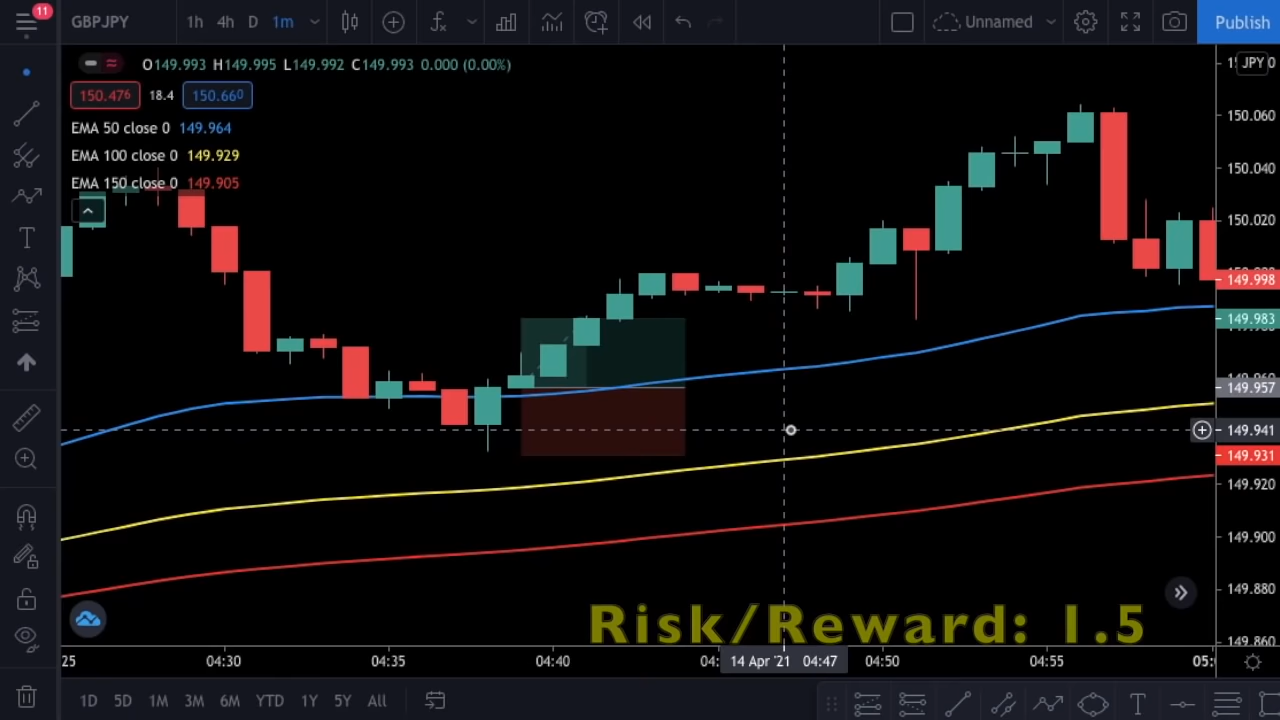 11
GBPJPY 1h 4h D 1m Unnamed Publish
O149.993 H149.995 L149.992 C149.993 0.000 (0.00%)
JPY
150.476 18.4 150.660
150.060
EMA 50 close 0 149.964
EMA 100 close 0 149.929
150.040
EMA 150 close 0 149.905
150.020
149.998
149.983
149.957
149.941
149.931
149.920
149.900
149.880
Risk/Reward: 1.5
149.860
25 04:30 04:35 04:40 04: 14 Apr '21 04:47 04:50 04:55 05:
1D 5D 1M 3M 6M YTD 1Y 5Y All